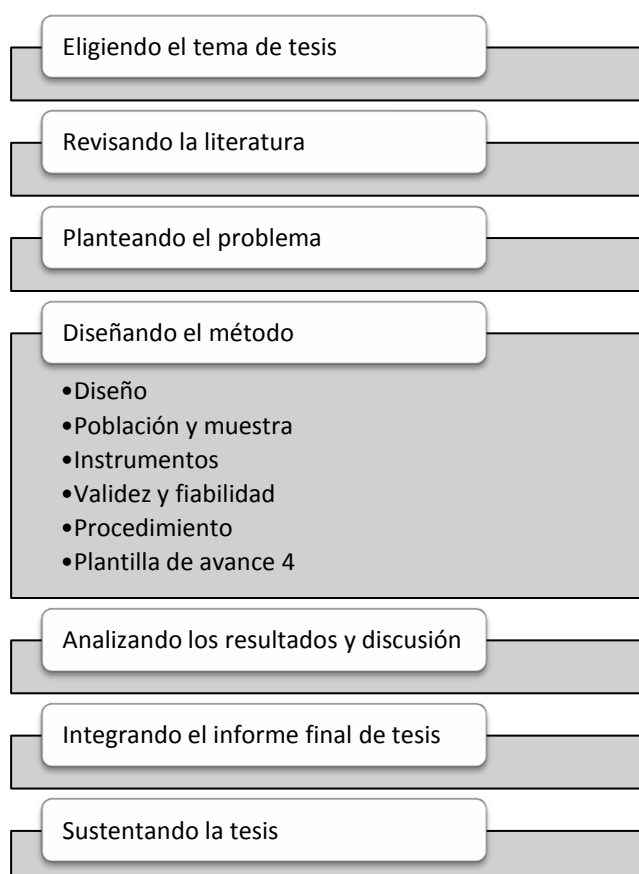 Eligiendo el tema de tesis
Revisando la literatura
Planteando el problema
Diseñando el método
•Diseño
•Población y muestra
•Instrumentos
•Validez y fiabilidad
•Procedimiento
•Plantilla de avance 4
Analizando los resultados y discusión
Integrando el informe final de tesis
Sustentando la tesis